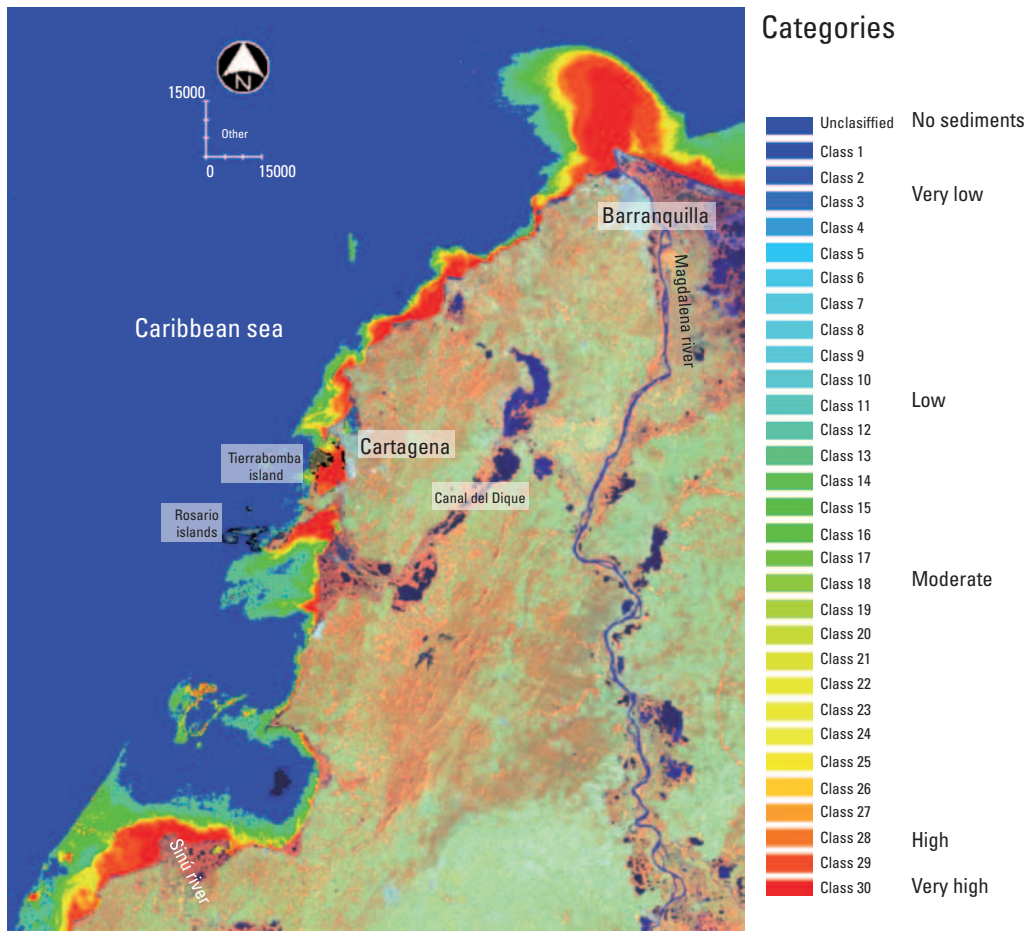 Categories
N
15000
Other
0
15000
Barranquilla
Magdalena river
Caribbean sea
Cartagena
Tierrabomba
island
Canal del Dique
Rosario
islands
Sinú river
Unclasiffied
No sediments
Class 1
Class 2
Class 3
Very low
Class 4
Class 5
Class 6
Class 7
Class 8
Class 9
Class 10
Class 11
Low
Class 12
Class 13
Class 14
Class 15
Class 16
Class 17
Class 18
Moderate
Class 19
Class 20
Class 21
Class 22
Class 23
Class 24
Class 25
Class 26
Class 27
Class 28
High
Class 29
Class 30
Very high